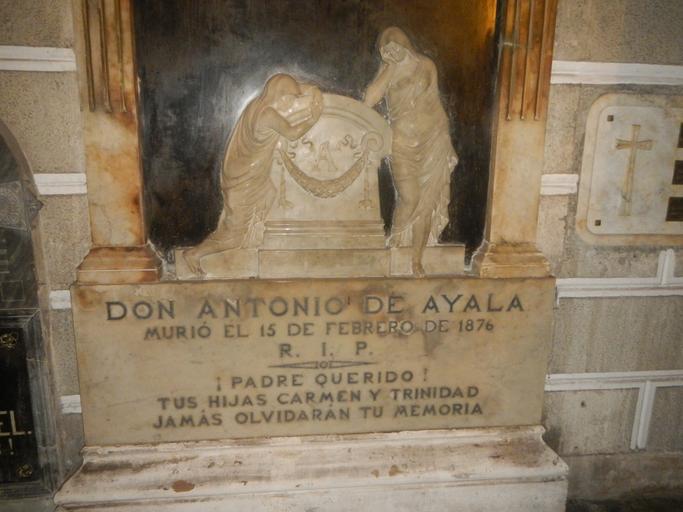 DON ANTONIO DE AYALA
MURIÓ EL 15 DE FEBRERO DE 1876
R. I. P.
¡PADRE QUERIDO!
TUS HIJAS CARMEN Y TRINIDAD
JAMÁS OLVIDARÁN TU MEMORIA
EL.